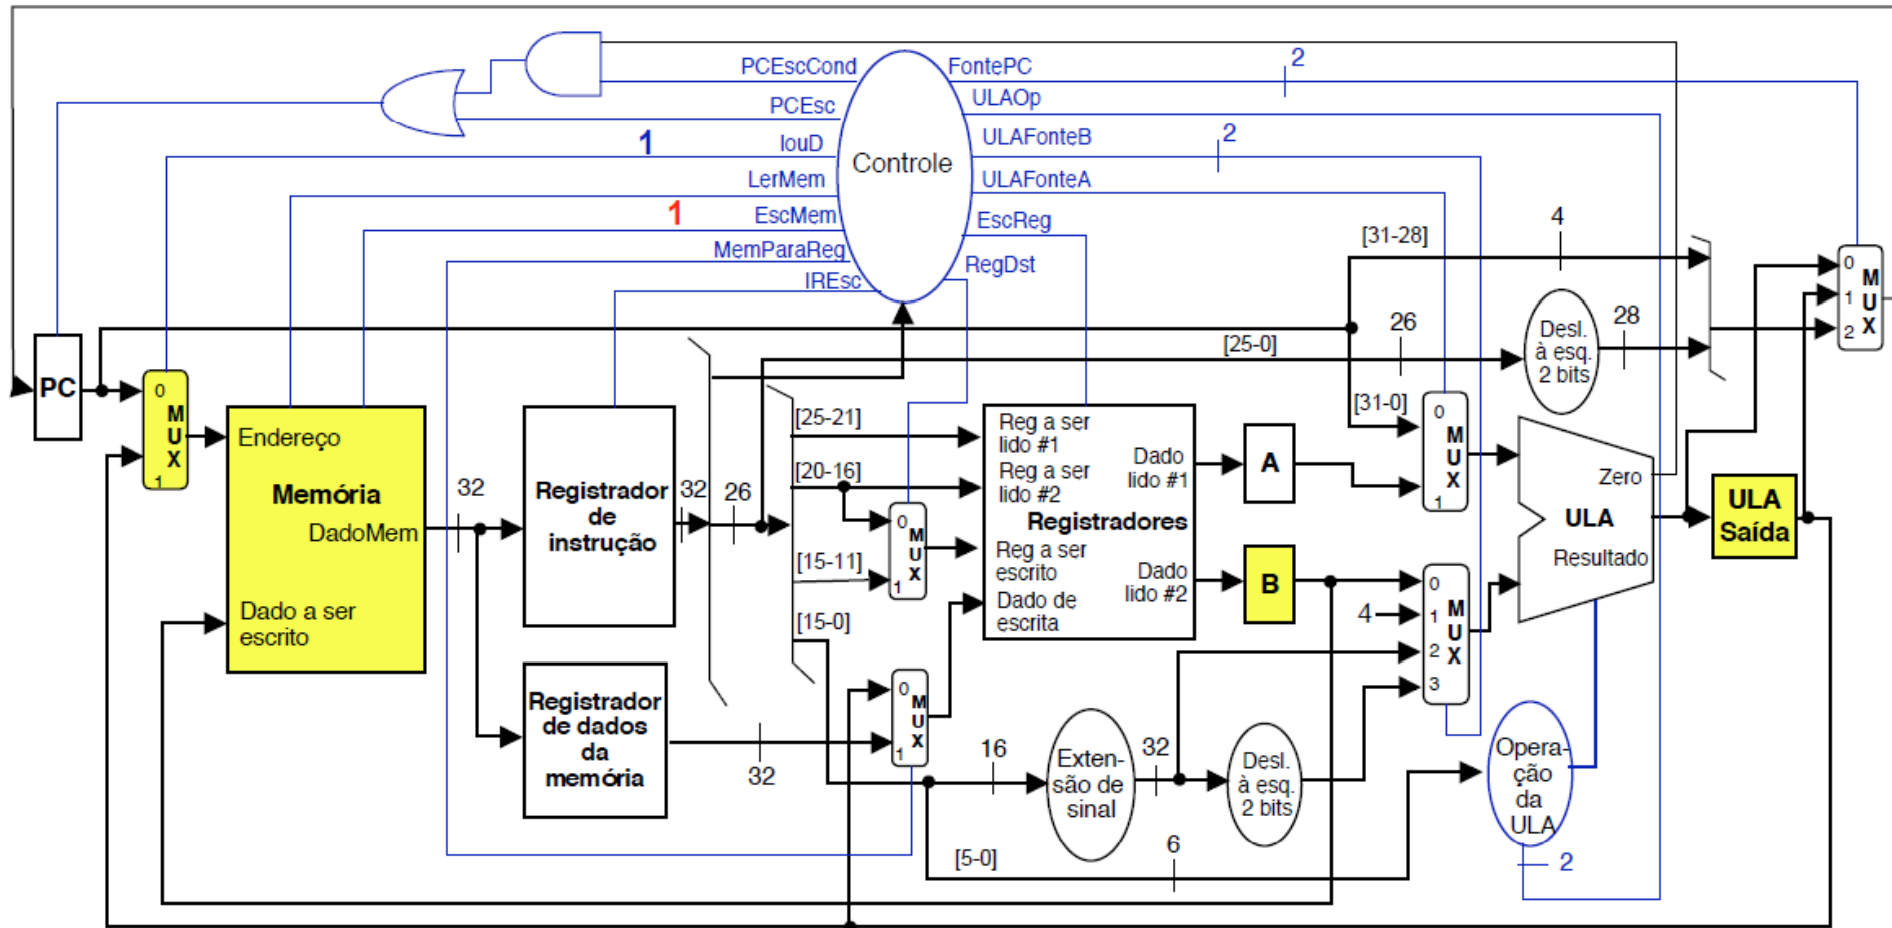 PCEscCond
FontePC
2
PCEsc
ULAOp
1
IouD
ULAFonteB
2
Controle
LerMem
ULAFonteA
1
EscMem
EscReg
MemParaReg
RegDst
IREsc
[31-28]
4
0
M
1
U
2
X
PC
[25-0]
26
Desl.
à esq.
2 bits
28
0
M
U
X
1
Endereço
Memória
DadoMem
Dado a ser
escrito
32
Registrador
de
instrução
32
26
[25-21]
[20-16]
[15-11]
[15-0]
0
M
U
X
1
Reg a ser
lido #1
Reg a ser
lido #2
Registradores
Reg a ser
escrito
Dado de
escrita
Dado
lido #1
Dado
lido #2
A
B
[31-0]
0
M
U
X
1
Zero
ULA
Resultado
ULA
Saída
4
0
M
1
U
2
X
3
Registrador
de dados
da
memória
32
0
M
U
X
1
16
Exten-
são de
sinal
32
Desl.
à esq.
2 bits
Opera-
ção
da
ULA
2
[5-0]
6